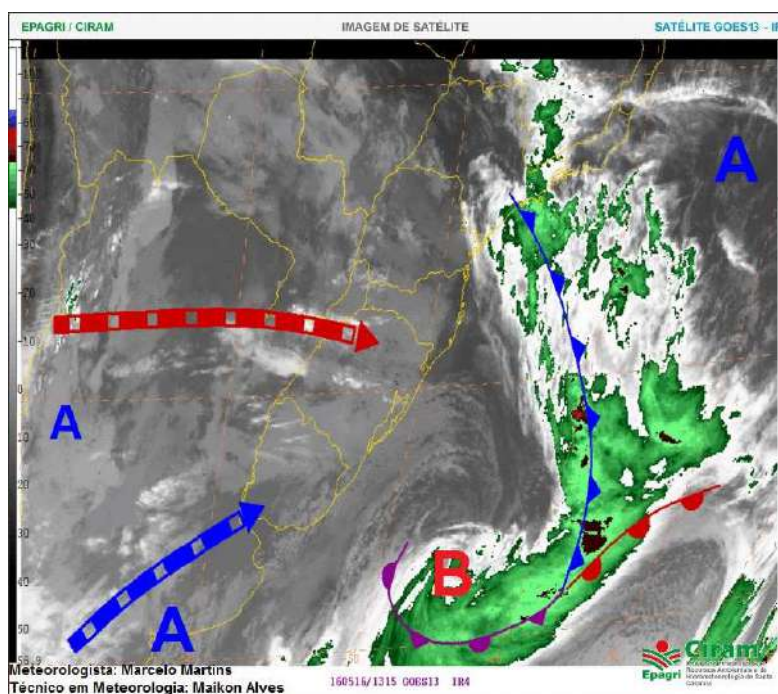 EPAGRI / CIRAM IMAGEM DE SATÉLITE SATÉLITE GOES13 - IR
A
A
B
A
Ciram
Epagri
Meteorologista: Marcelo Martins
Técnico em Meteorologia: Maikon Alves
160516/1315 GOES13 IR4